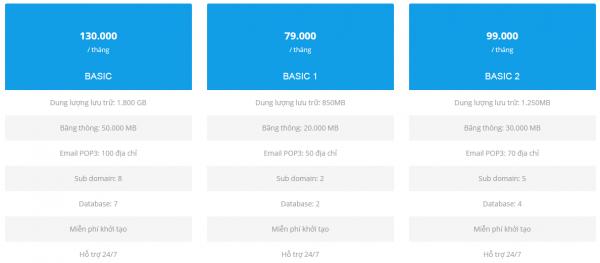 130.000
/ tháng
BASIC
Dung lượng lưu trữ: 1.800 GB
Băng thông: 50.000 MB
Email POP3: 100 địa chỉ
Sub domain: 8
Database: 7
Miễn phí khởi tạo
Hỗ trợ 24/7
79.000
/ tháng
BASIC 1
Dung lượng lưu trữ: 850MB
Băng thông: 20.000 MB
Email POP3: 50 địa chỉ
Sub domain: 2
Database: 2
Miễn phí khởi tạo
Hỗ trợ 24/7
99.000
/ tháng
BASIC 2
Dung lượng lưu trữ: 1.250MB
Băng thông: 30.000 MB
Email POP3: 70 địa chỉ
Sub domain: 5
Database: 4
Miễn phí khởi tạo
Hỗ trợ 24/7